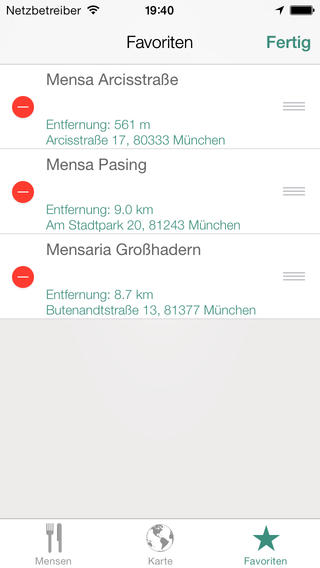 Netzbetreiber 19:40
Favoriten Fertig
Mensa Arcisstraße
Entfernung: 561 m
Arcisstraße 17, 80333 München
Mensa Pasing
Entfernung: 9.0 km
Am Stadtpark 20, 81243 München
Mensaria Großhadern
Entfernung: 8.7 km
Butenandtstraße 13, 81377 München
Mensen Karte Favoriten